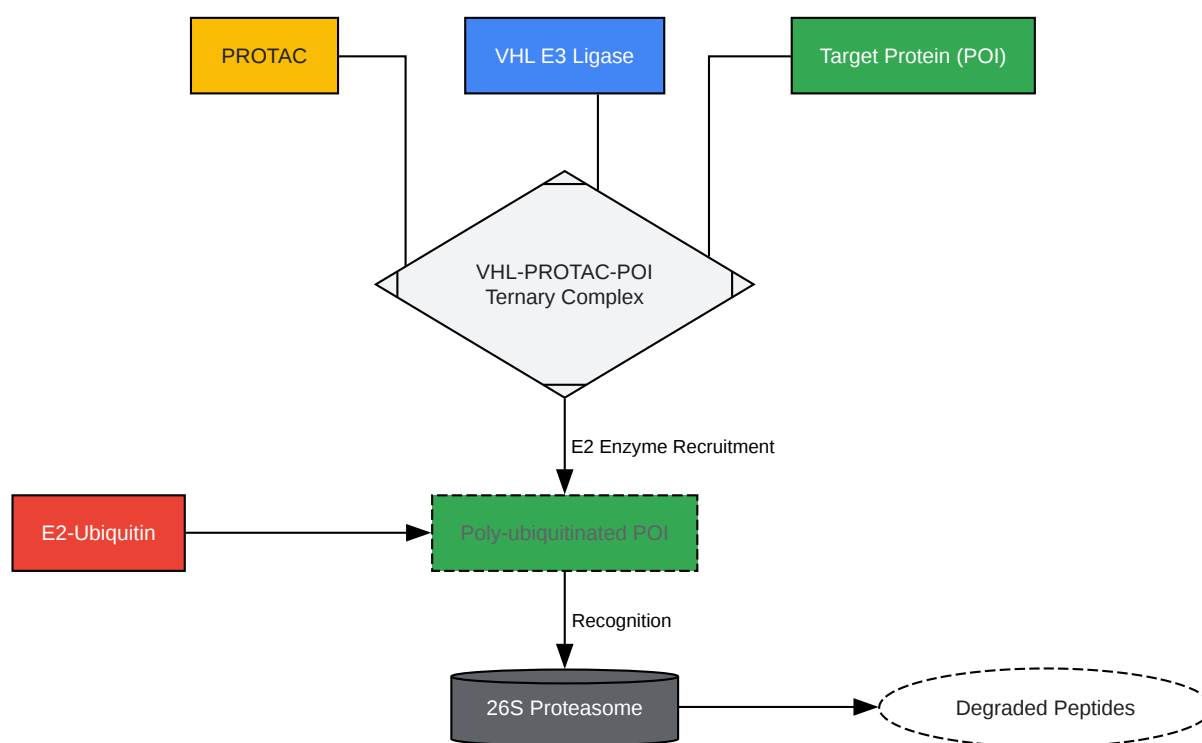 PROTAC
VHL E3 Ligase
Target Protein (POI)
VHL-PROTAC-POI
Ternary Complex
E2 Enzyme Recruitment
E2-Ubiquitin
Poly-ubiquitinated POI
Recognition
26S Proteasome
Degraded Peptides